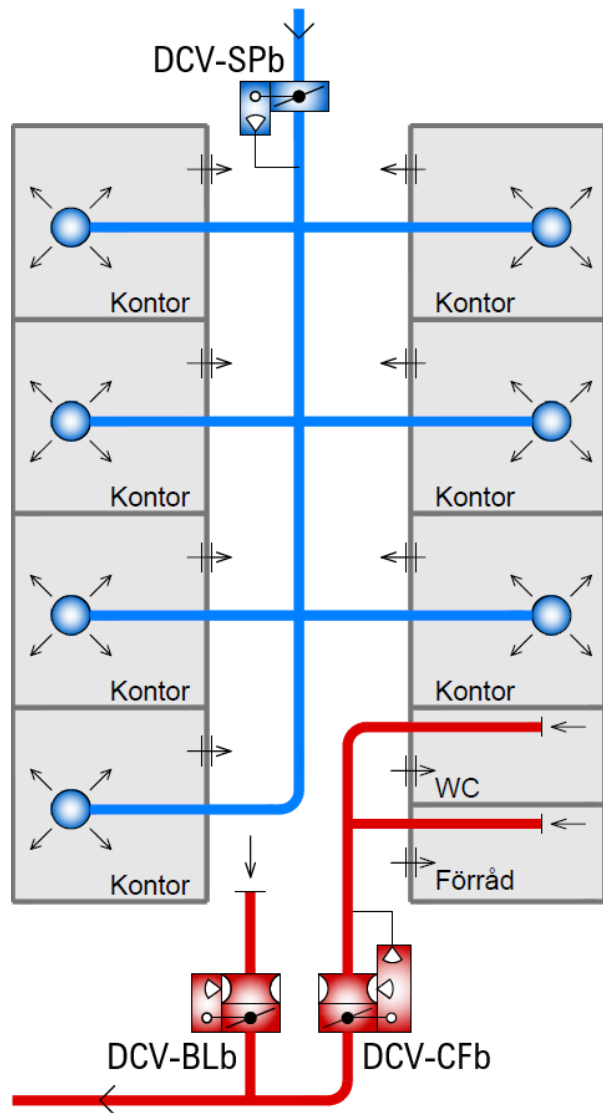 DCV-SPb
Kontor
Kontor
Kontor
Kontor
Kontor
Kontor
WC
Kontor
Förråd
DCV-BLb
DCV-CFb